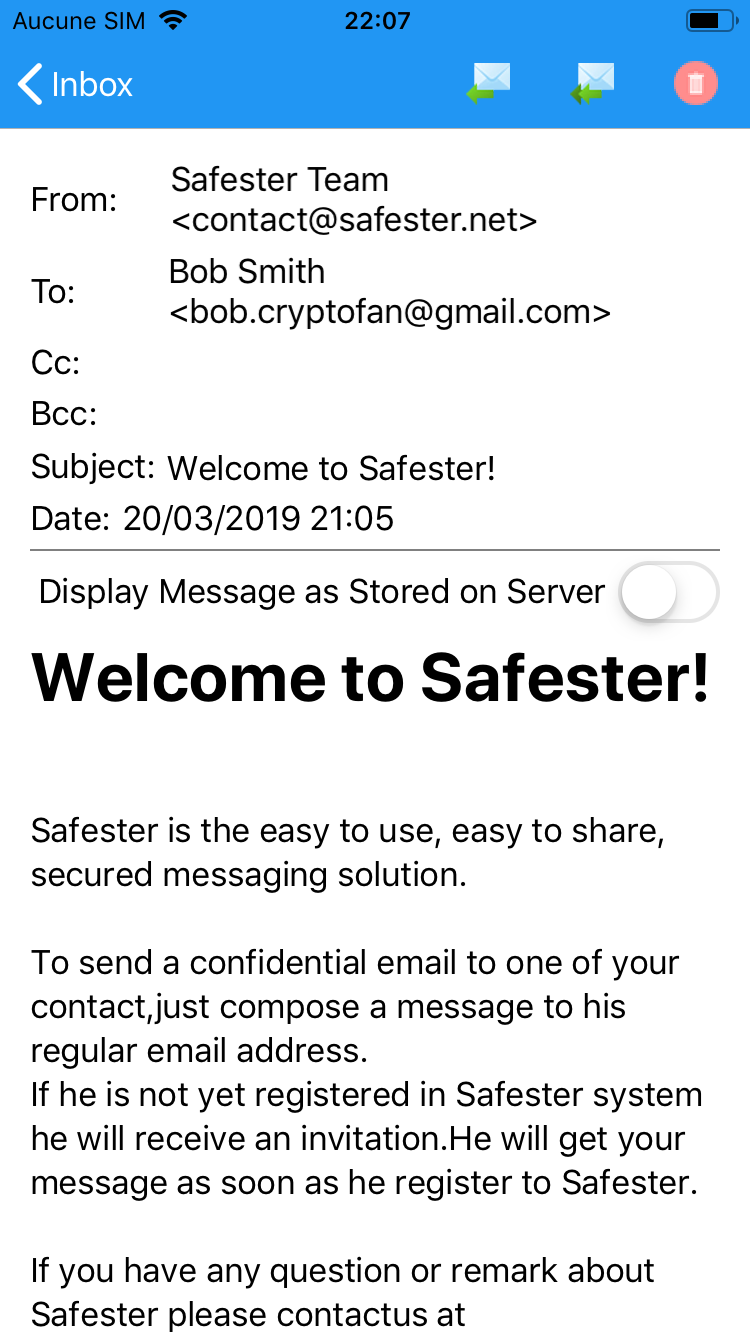 Aucune SIM 22:07
Inbox
From: Safester Team
<contact@safester.net>
To: Bob Smith
<bob.cryptofan@gmail.com>
Cc:
Bcc:
Subject: Welcome to Safester!
Date: 20/03/2019 21:05
Display Message as Stored on Server
Welcome to Safester!
Safester is the easy to use, easy to share,
secured messaging solution.
To send a confidential email to one of your
contact,just compose a message to his
regular email address.
If he is not yet registered in Safester system
he will receive an invitation.He will get your
message as soon as he register to Safester.
If you have any question or remark about
Safester please contactus at